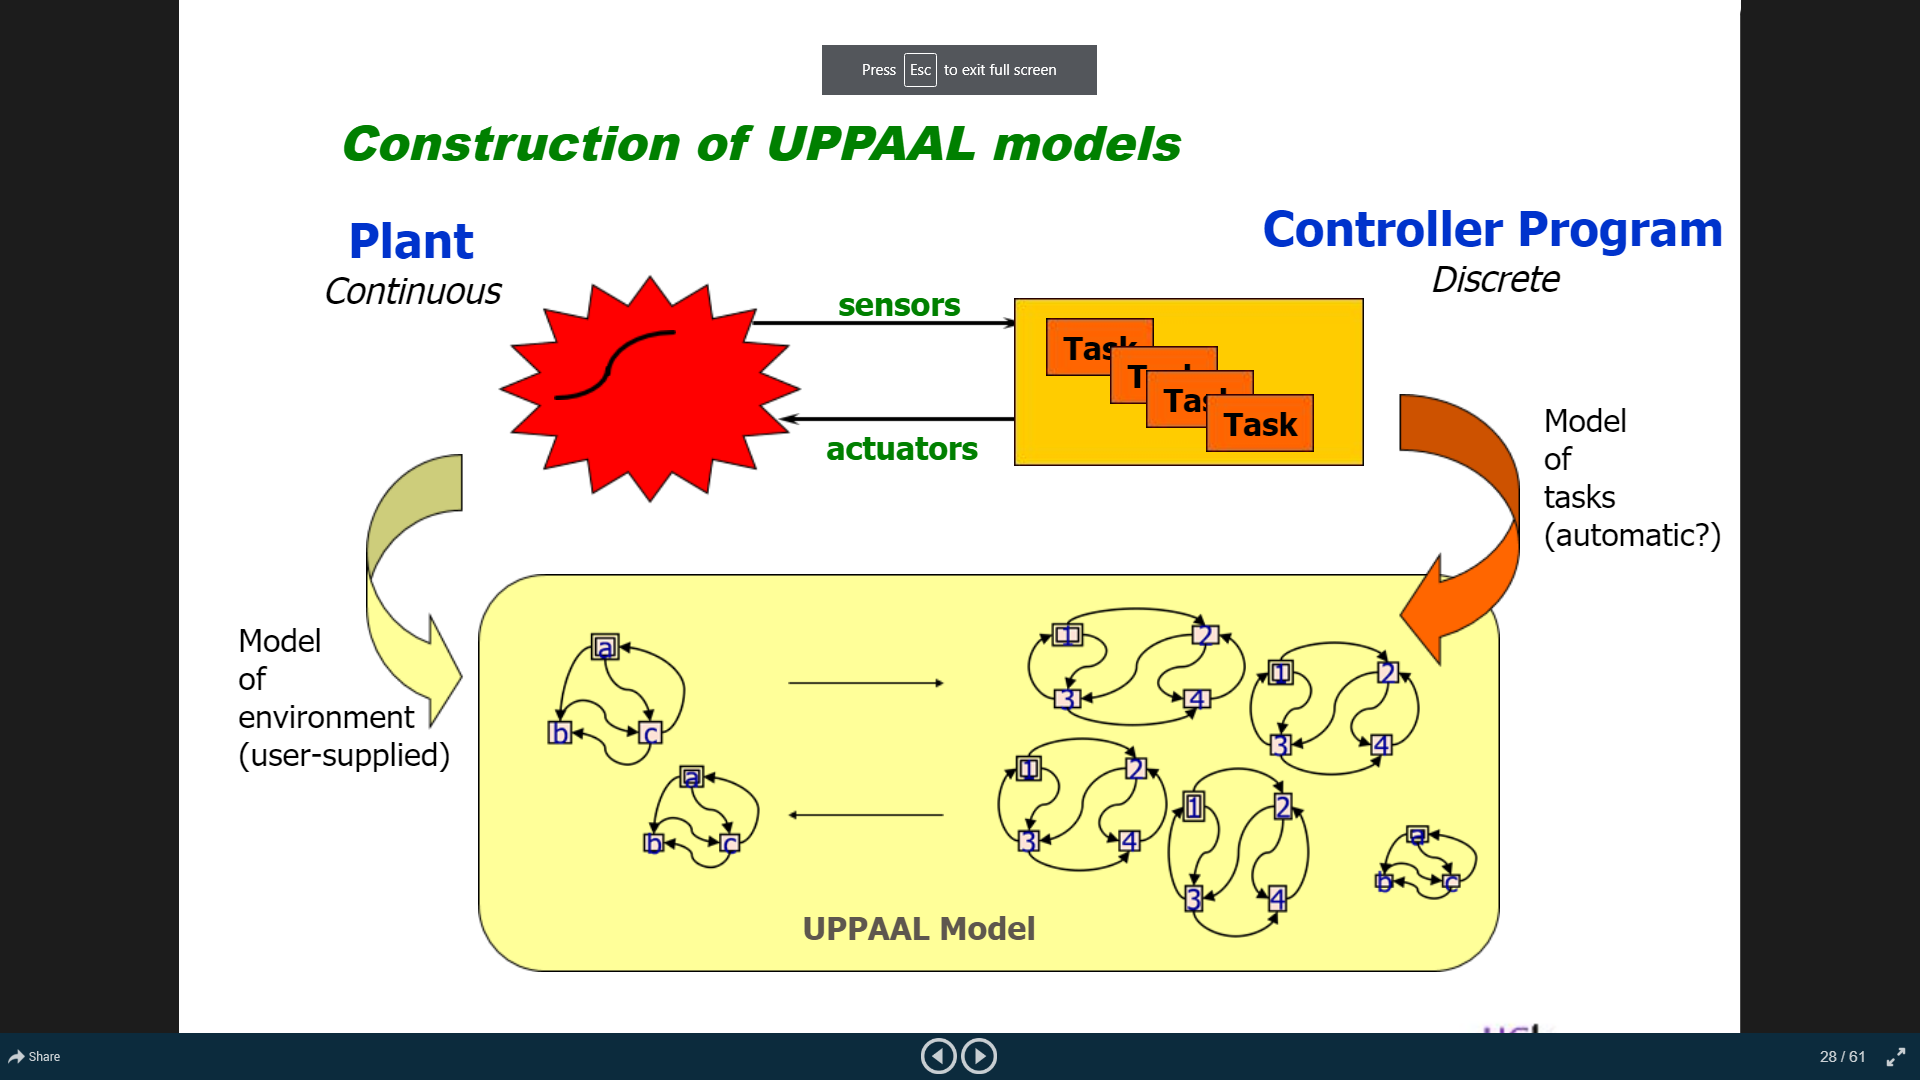 Press Esc to exit full screen
Construction of UPPAAL models
Plant
Continuous
Controller Program
Discrete
sensors
actuators
Task
Task
Task
Task
Model
of
tasks
(automatic?)
Model
of
environment
(user-supplied)
a
b c
a
b c
1 2
3 4
1 2
3 4
1 2
3 4
1 2
3 4
a
b c
UPPAAL Model
Share
28 / 61